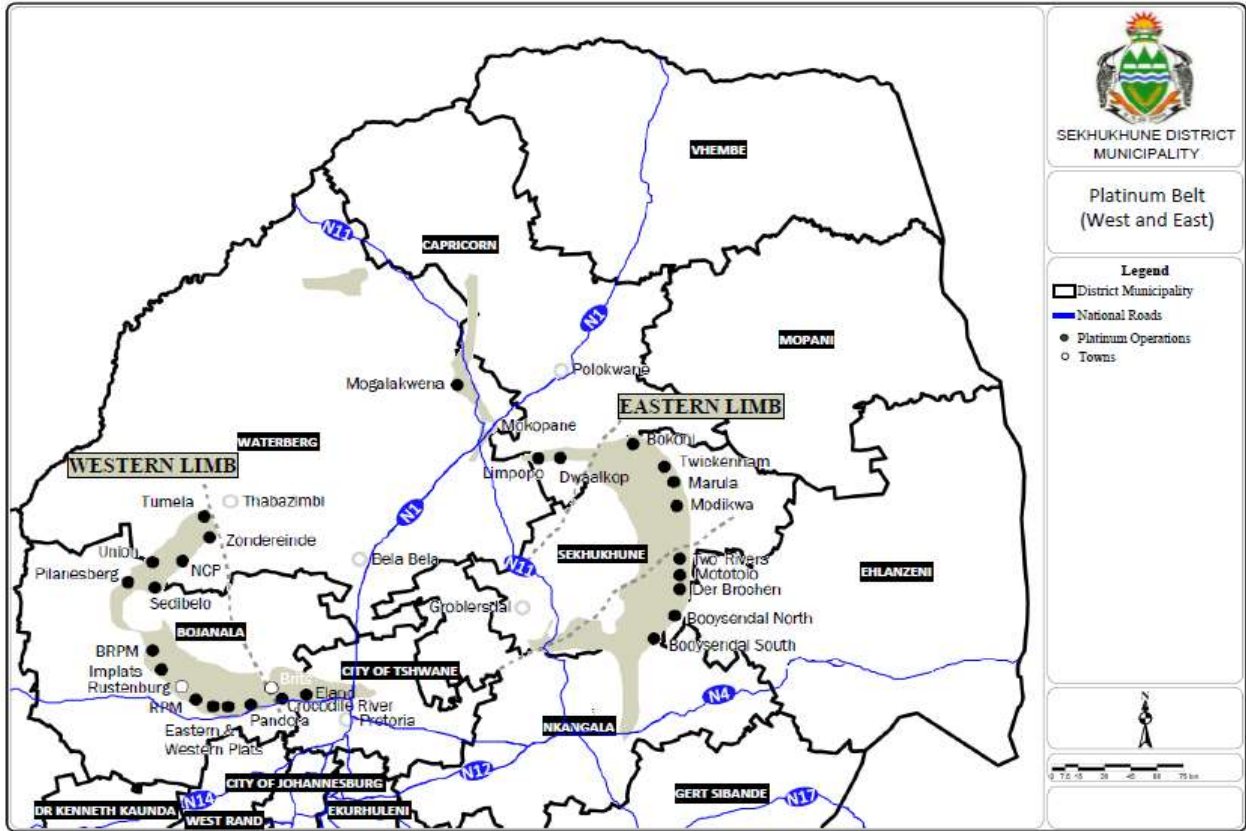 VHEMBE
N11
CAPRICORN
N1
MOPANI
Mogalakwena
Polokwane
EASTERN LIMB
Mokopane
Bokoni
WATERBERG
Limpopo
Dwaalkop
Twickenham
Marula
Modikwa
WESTERN LIMB
Tumela
Thabazimbi
Zondereinde
N1
Union
NCP
Bela Bela
Pilanesberg
Sedibelo
SEKHUKHUNE
N11
Two Rivers
Mototolo
Der Brochen
EHLANZENI
Groblersdal
Booysendal North
Booysendal South
BOJANALA
BRPM
Implats
Rustenburg
RPM
Brits
Eland
Crocodile River
Pandora
Eastern &
Western Plats
CITY OF TSHWANE
Pretoria
N4
NKANGALA
N12
CITY OF JOHANNESBURG
DR KENNETH KAUNDA
N14
WEST RAND
EKURHULENI
GERT SIBANDE
N17
SEKHUKHUNE DISTRICT
MUNICIPALITY
Platinum Belt
(West and East)
Legend
District Municipality
National Roads
Platinum Operations
Towns
N